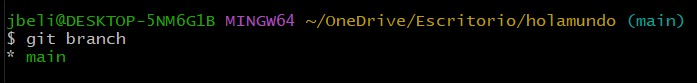 jbeli@DESKTOP-5NM6G1B MINGW64 ~/OneDrive/Escritorio/holamundo (main)
$ git branch
* main